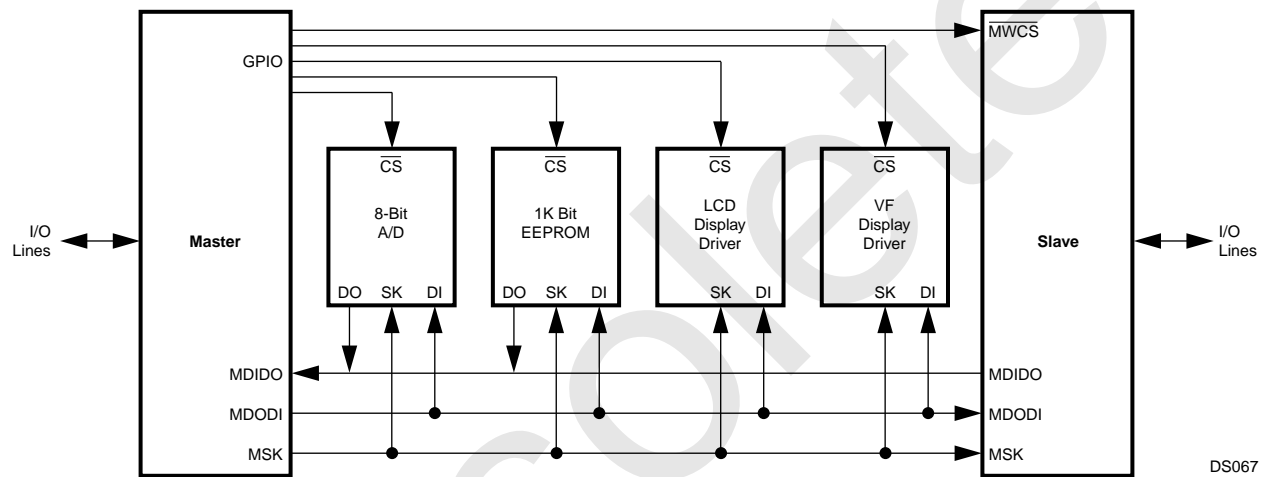 MWCS
GPIO
CS
CS
CS
CS
8-Bit
A/D
1K Bit
EEPROM
LCD
Display
Driver
VF
Display
Driver
I/O
Lines
Master
Slave
I/O
Lines
DO SK DI
DO SK DI
SK DI
SK DI
MDIDO
MDIDO
MDODI
MDODI
MSK
MSK
DS067